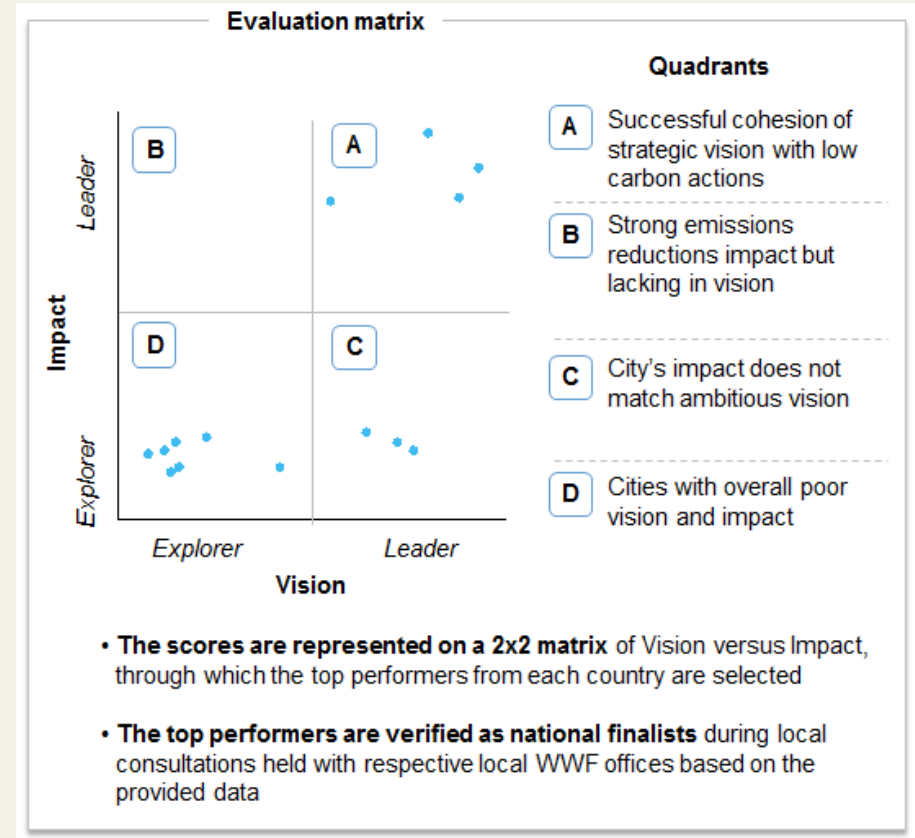 Evaluation matrix
Quadrants
B
A
D
C
Leader
Explorer
Impact
Explorer
Leader
Vision
A
Successful cohesion of
strategic vision with low
carbon actions
B
Strong emissions
reductions impact but
lacking in vision
C
City’s impact does not
match ambitious vision
D
Cities with overall poor
vision and impact
• The scores are represented on a 2x2 matrix of Vision versus Impact,
through which the top performers from each country are selected
• The top performers are verified as national finalists during local
consultations held with respective local WWF offices based on the
provided data